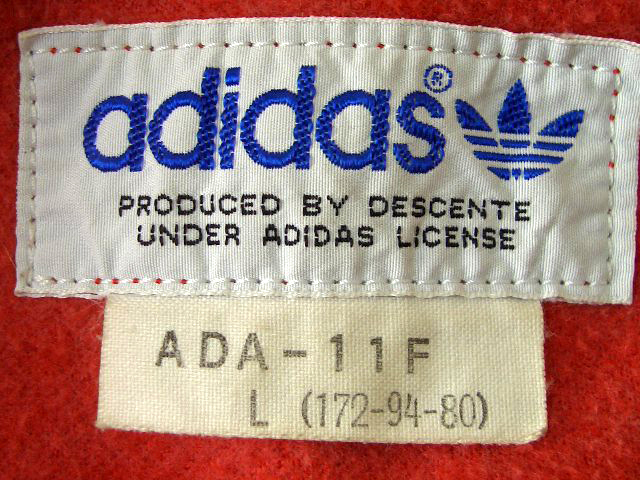 adidas®
PRODUCED BY DESCENTE
UNDER ADIDAS LICENSE
ADA-11F
L (172-94-80)